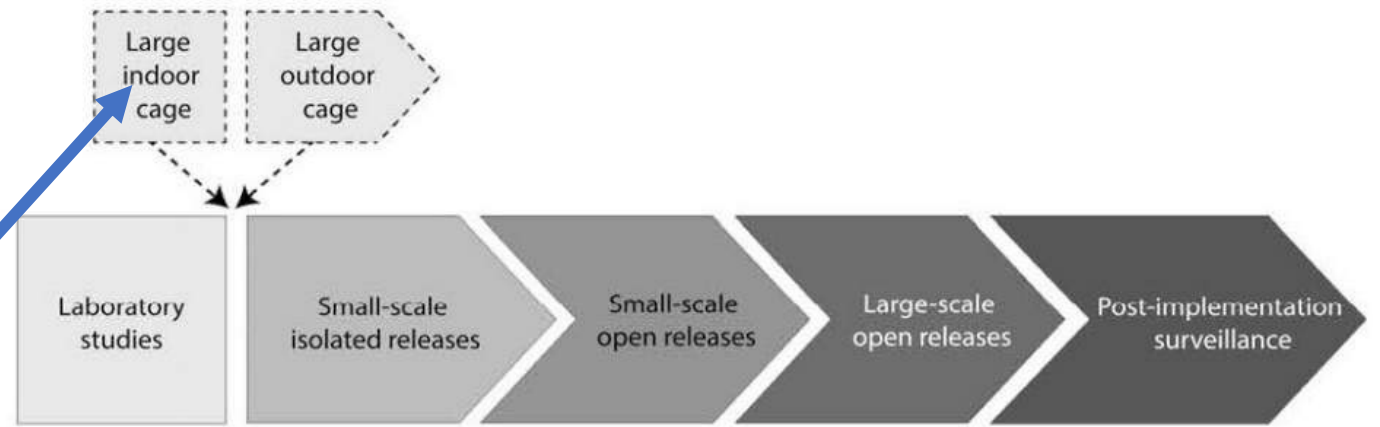 Large
indoor
cage
Large
outdoor
cage
Laboratory
studies
Small-scale
isolated releases
Small-scale
open releases
Large-scale
open releases
Post-implementation
surveillance